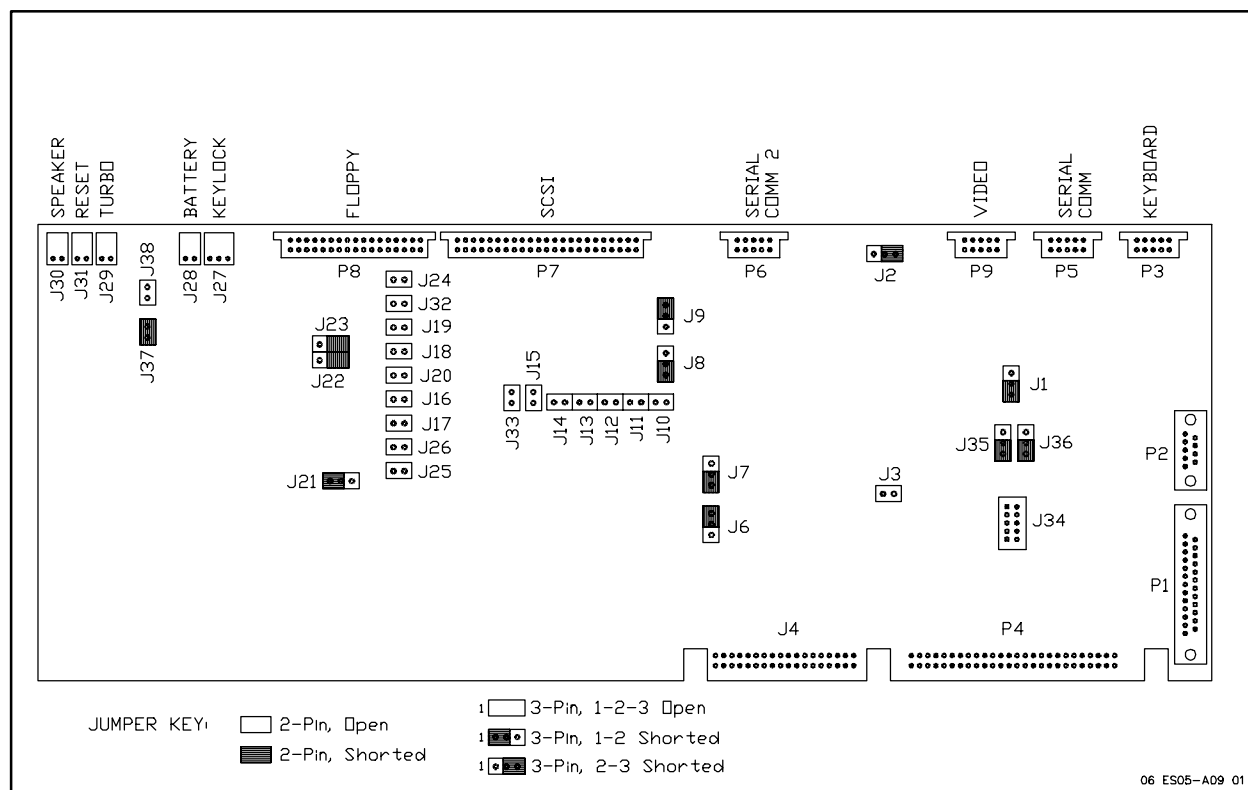 SPEAKER
RESET
TURBO
BATTERY
KEYLOCK
FLOPPY
SCSI
SERIAL
COMM 2
VIDEO
SERIAL
COMM
KEYBOARD
J30
J31
J29
J38
J28
J27
P8
P7
P6
J2
P9
P5
P3
J37
J24
J32
J19
J18
J20
J16
J17
J26
J25
J23
J22
J21
J9
J8
J15
J33
J14
J13
J12
J11
J10
J1
J35
J36
J7
J6
J3
J34
P2
P1
J4
P4
JUMPER KEY:
2-Pin, Open
2-Pin, Shorted
1 3-Pin, 1-2-3 Open
1 3-Pin, 1-2 Shorted
1 3-Pin, 2-3 Shorted
06 ES05-A09 01